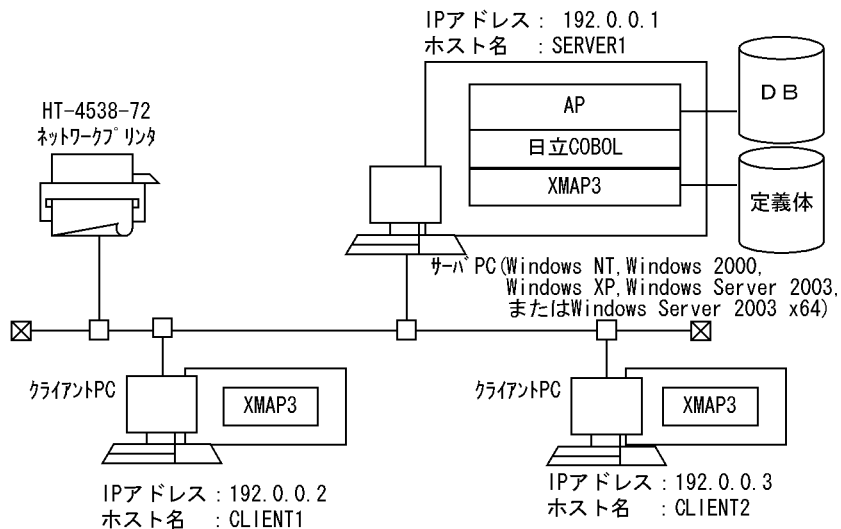 IPアドレス : 192.0.0.1
ホスト名 : SERVER1
HT-4538-72
ネットワークプリンタ
AP
日立COBOL
XMAP3
DB
定義体
サーバPC(Windows NT,Windows 2000,
Windows XP,Windows Server 2003,
またはWindows Server 2003 x64)
クライアントPC
XMAP3
IPアドレス : 192.0.0.2
ホスト名 : CLIENT1
クライアントPC
XMAP3
IPアドレス : 192.0.0.3
ホスト名 : CLIENT2